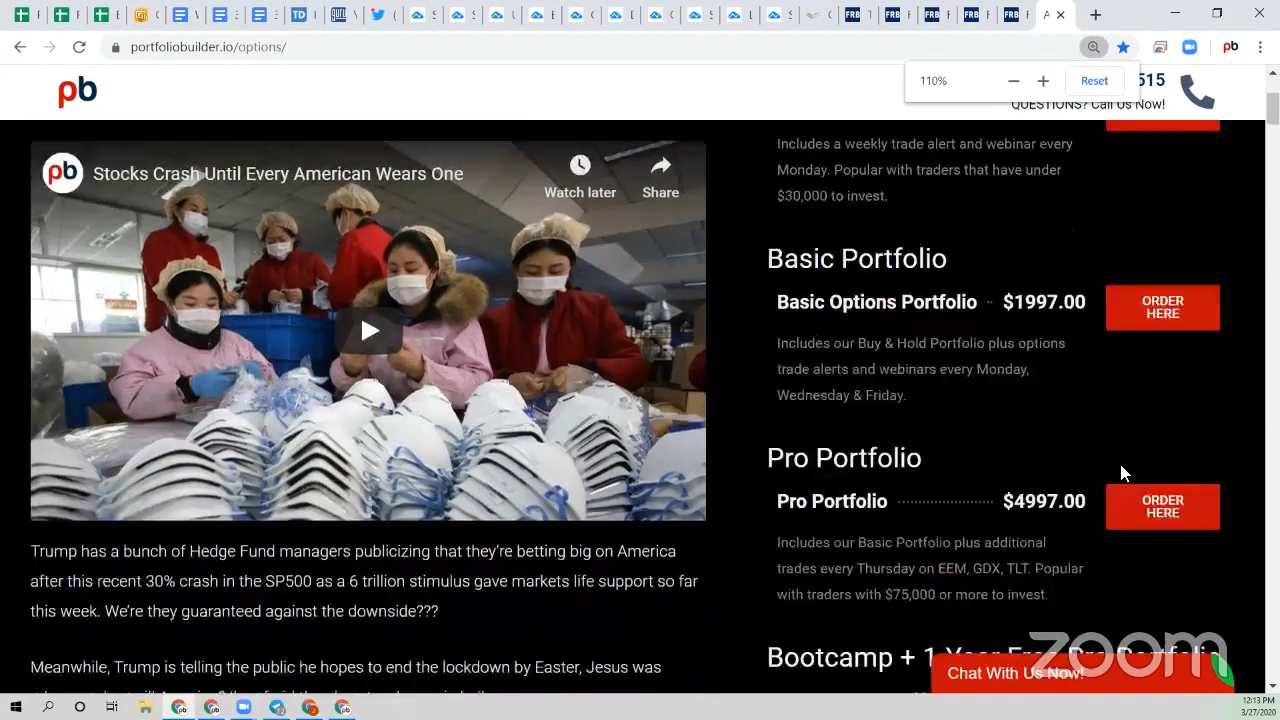 portfoliobuilder.io/options/
110%
Reset
515
QUESTIONS? Call Us Now!
pb
pb
Stocks Crash Until Every American Wears One
Watch later
Share
Trump has a bunch of Hedge Fund managers publicizing that they're betting big on America
after this recent 30% crash in the SP500 as a 6 trillion stimulus gave markets life support so far
this week. We're they guaranteed against the downside???
Meanwhile, Trump is telling the public he hopes to end the lockdown by Easter, Jesus was
Includes a weekly trade alert and webinar every
Monday. Popular with traders that have under
$30,000 to invest.
Basic Portfolio
Basic Options Portfolio $1997.00
ORDER
HERE
Includes our Buy & Hold Portfolio plus options
trade alerts and webinars every Monday,
Wednesday & Friday.
Pro Portfolio
Pro Portfolio $4997.00
ORDER
HERE
Includes our Basic Portfolio plus additional
trades every Thursday on EEM, GDX, TLT. Popular
with traders with $75,000 or more to invest.
Bootcamp + 1 Year Free Pro Portfolio
zoom
Chat With Us Now!
12:13 PM
3/27/2020